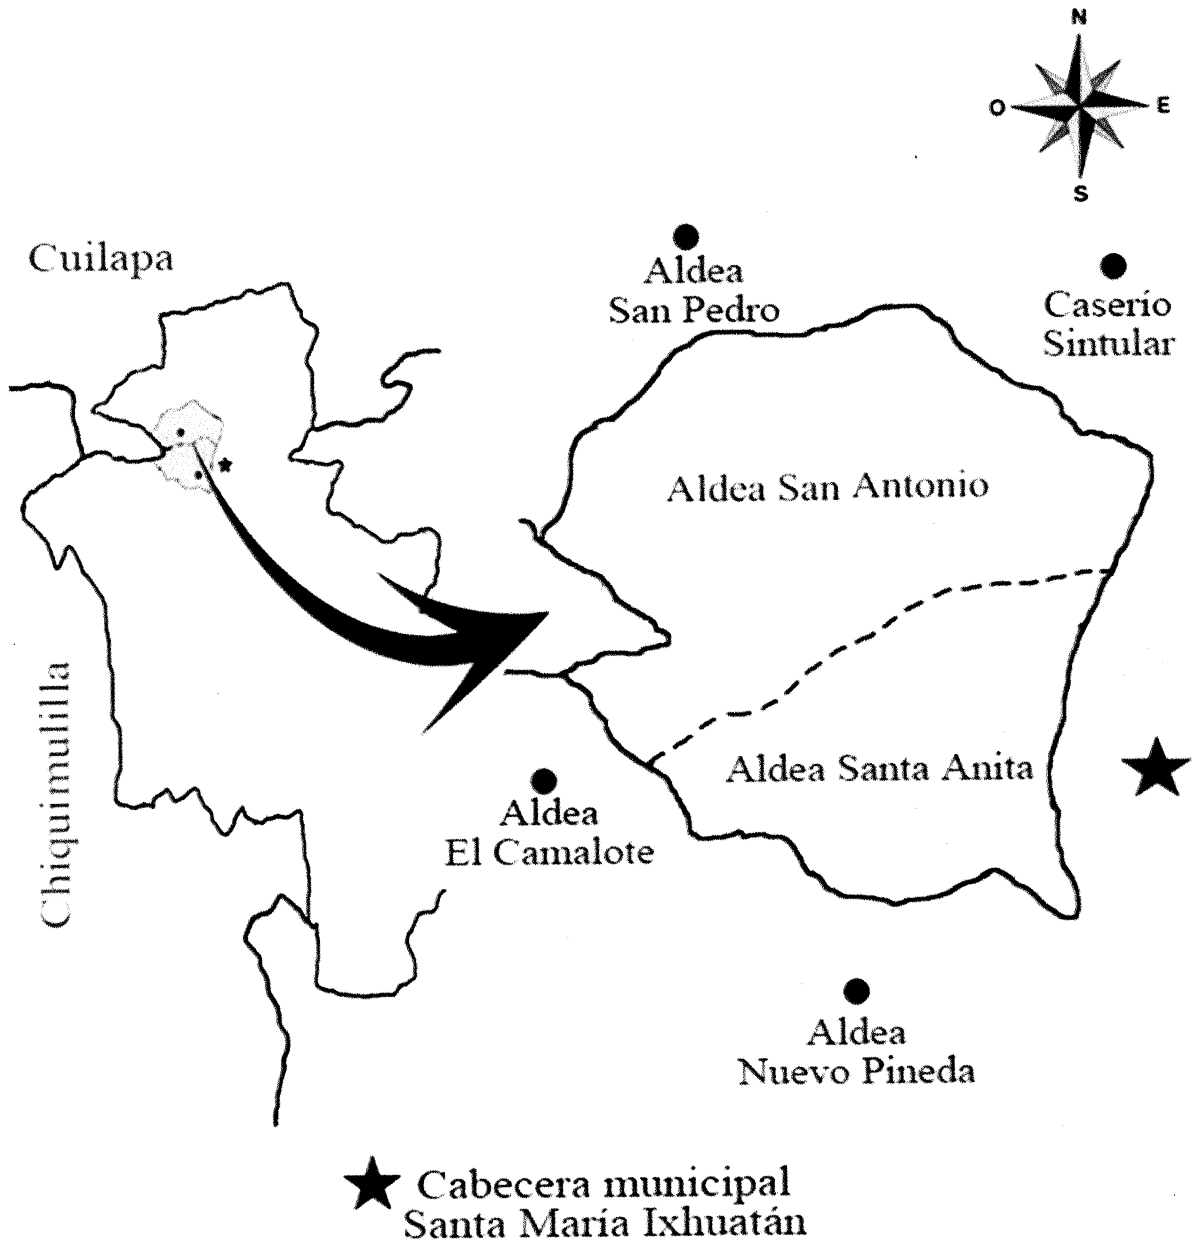 N
O
E
S
Cuilapa
Aldea
San Pedro
Caserío
Sintular
Aldea San Antonio
Chiquimulilla
Aldea Santa Anita
Aldea
El Camalote
Aldea
Nuevo Pineda
Cabecera municipal
Santa María Ixhuatán